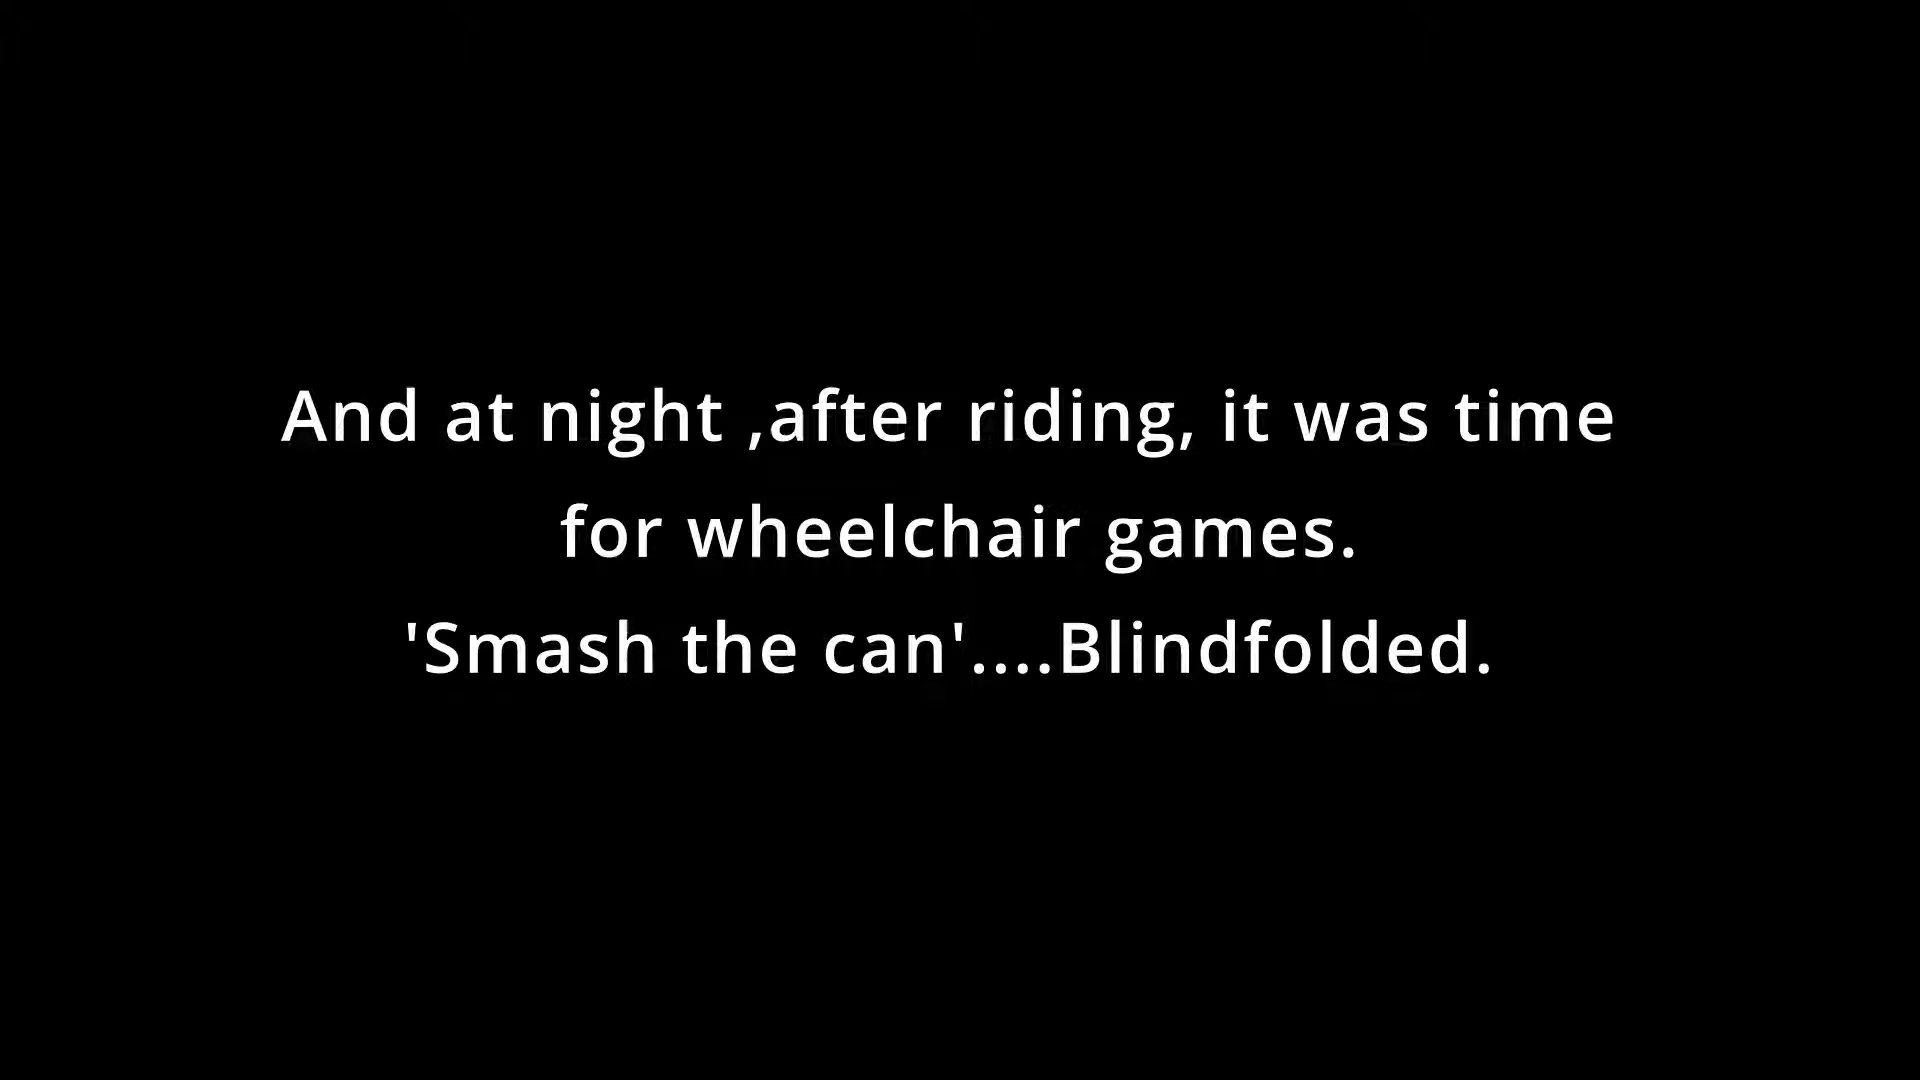 And at night ,after riding, it was time
for wheelchair games.
'Smash the can'....Blindfolded.